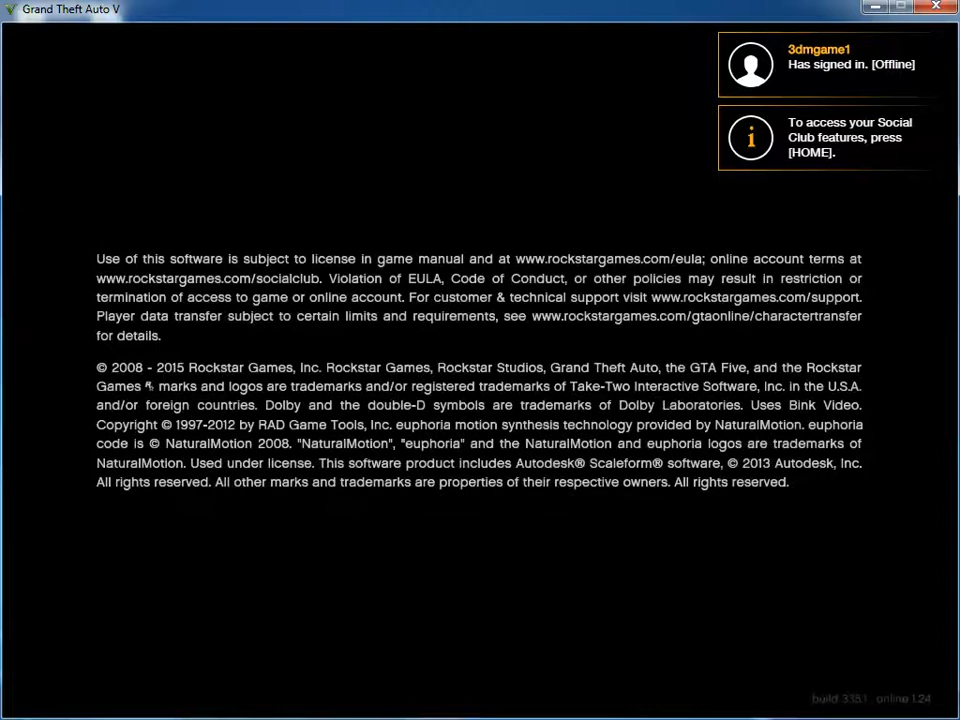 Grand Theft Auto V
3dmgame1
Has signed in. [Offline]
To access your Social
Club features, press
[HOME].
Use of this software is subject to license in game manual and at www.rockstargames.com/eula; online account terms at
www.rockstargames.com/socialclub. Violation of EULA, Code of Conduct, or other policies may result in restriction or
termination of access to game or online account. For customer & technical support visit www.rockstargames.com/support.
Player data transfer subject to certain limits and requirements, see www.rockstargames.com/gtaonline/charactertransfer
for details.
© 2008 - 2015 Rockstar Games, Inc. Rockstar Games, Rockstar Studios, Grand Theft Auto, the GTA Five, and the Rockstar
Games R* marks and logos are trademarks and/or registered trademarks of Take-Two Interactive Software, Inc. in the U.S.A.
and/or foreign countries. Dolby and the double-D symbols are trademarks of Dolby Laboratories. Uses Bink Video.
Copyright © 1997-2012 by RAD Game Tools, Inc. euphoria motion synthesis technology provided by NaturalMotion. euphoria
code is © NaturalMotion 2008. "NaturalMotion", "euphoria" and the NaturalMotion and euphoria logos are trademarks of
NaturalMotion. Used under license. This software product includes Autodesk® Scaleform® software, © 2013 Autodesk, Inc.
All rights reserved. All other marks and trademarks are properties of their respective owners. All rights reserved.
build 3351 online 1.24